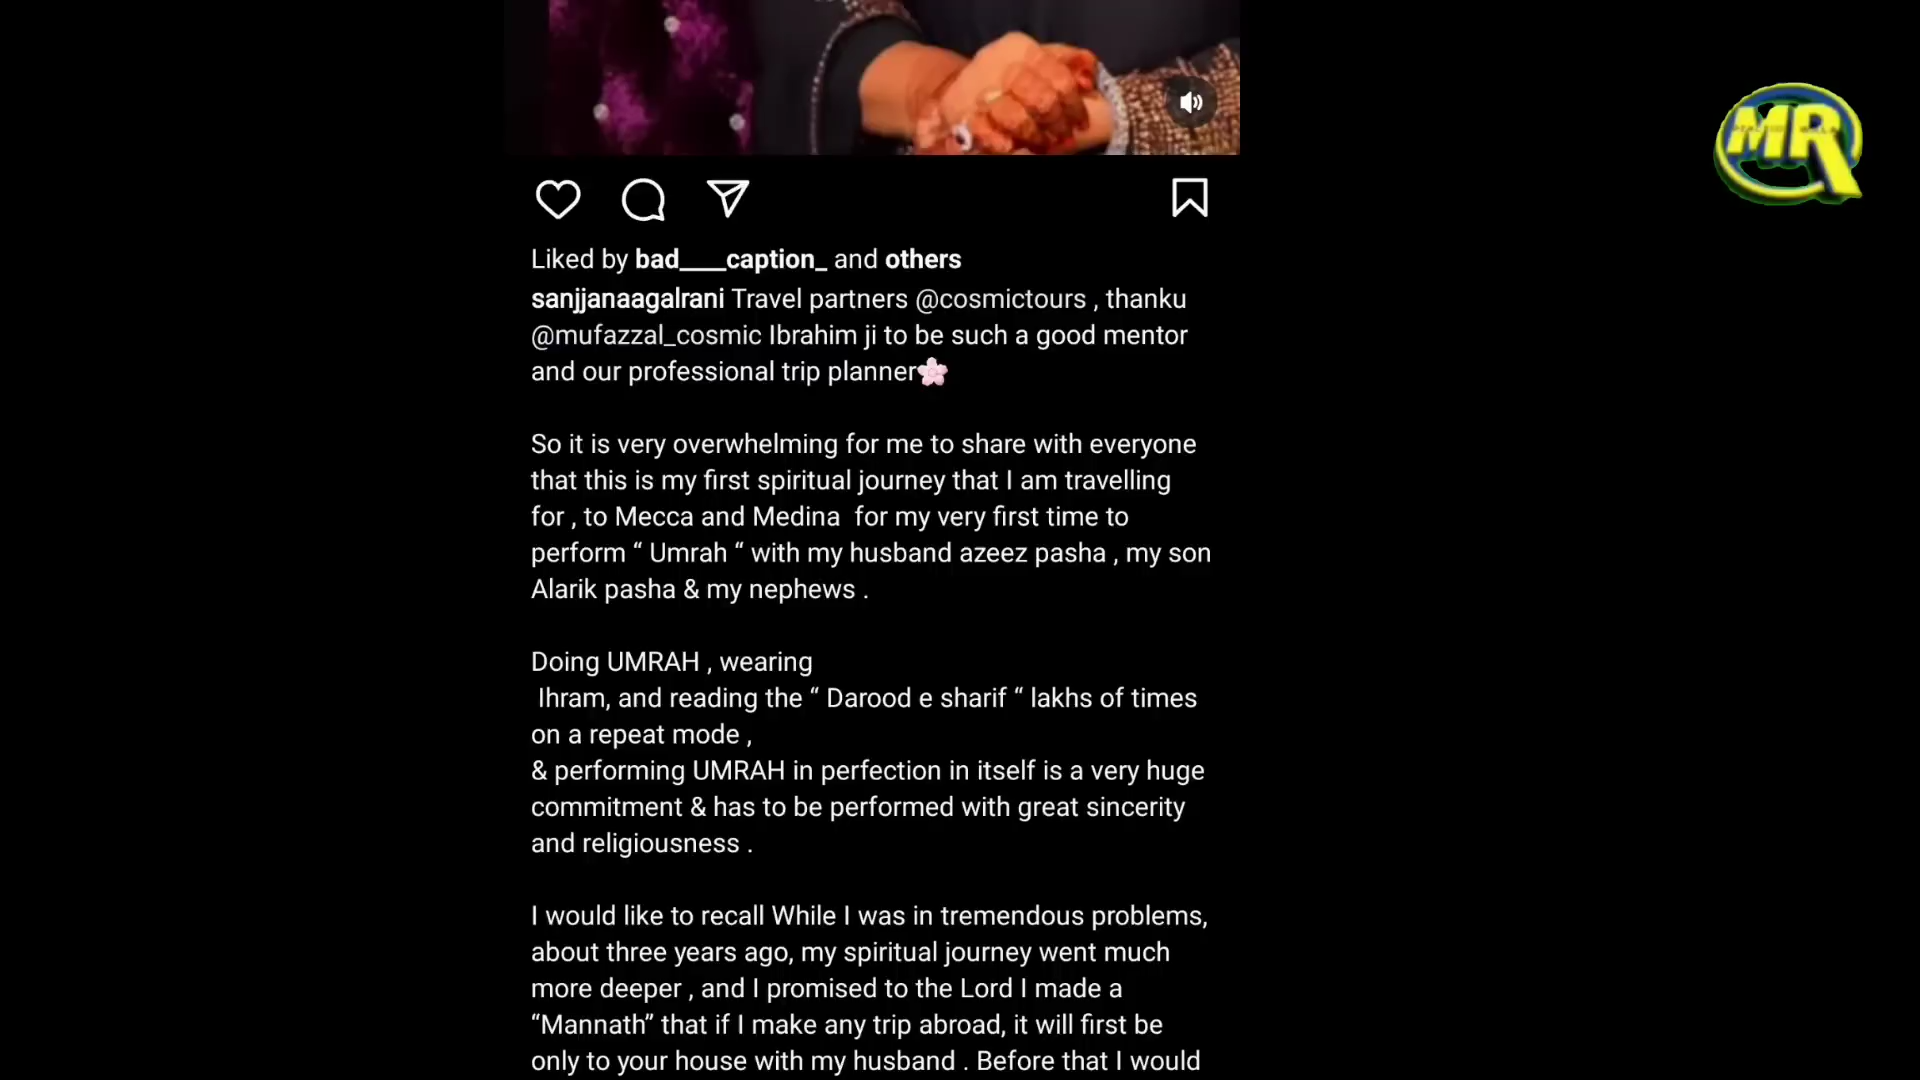 MR
Liked by bad____caption_ and others
sanjjanaagalrani Travel partners @cosmictours , thanku
@mufazzal_cosmic Ibrahim ji to be such a good mentor
and our professional trip planner🌸
So it is very overwhelming for me to share with everyone
that this is my first spiritual journey that I am travelling
for , to Mecca and Medina  for my very first time to
perform “ Umrah “ with my husband azeez pasha , my son
Alarik pasha & my nephews .
Doing UMRAH , wearing
Ihram, and reading the “ Darood e sharif “ lakhs of times
on a repeat mode ,
& performing UMRAH in perfection in itself is a very huge
commitment & has to be performed with great sincerity
and religiousness .
I would like to recall While I was in tremendous problems,
about three years ago, my spiritual journey went much
more deeper , and I promised to the Lord I made a
“Mannath” that if I make any trip abroad, it will first be
only to your house with my husband . Before that I would